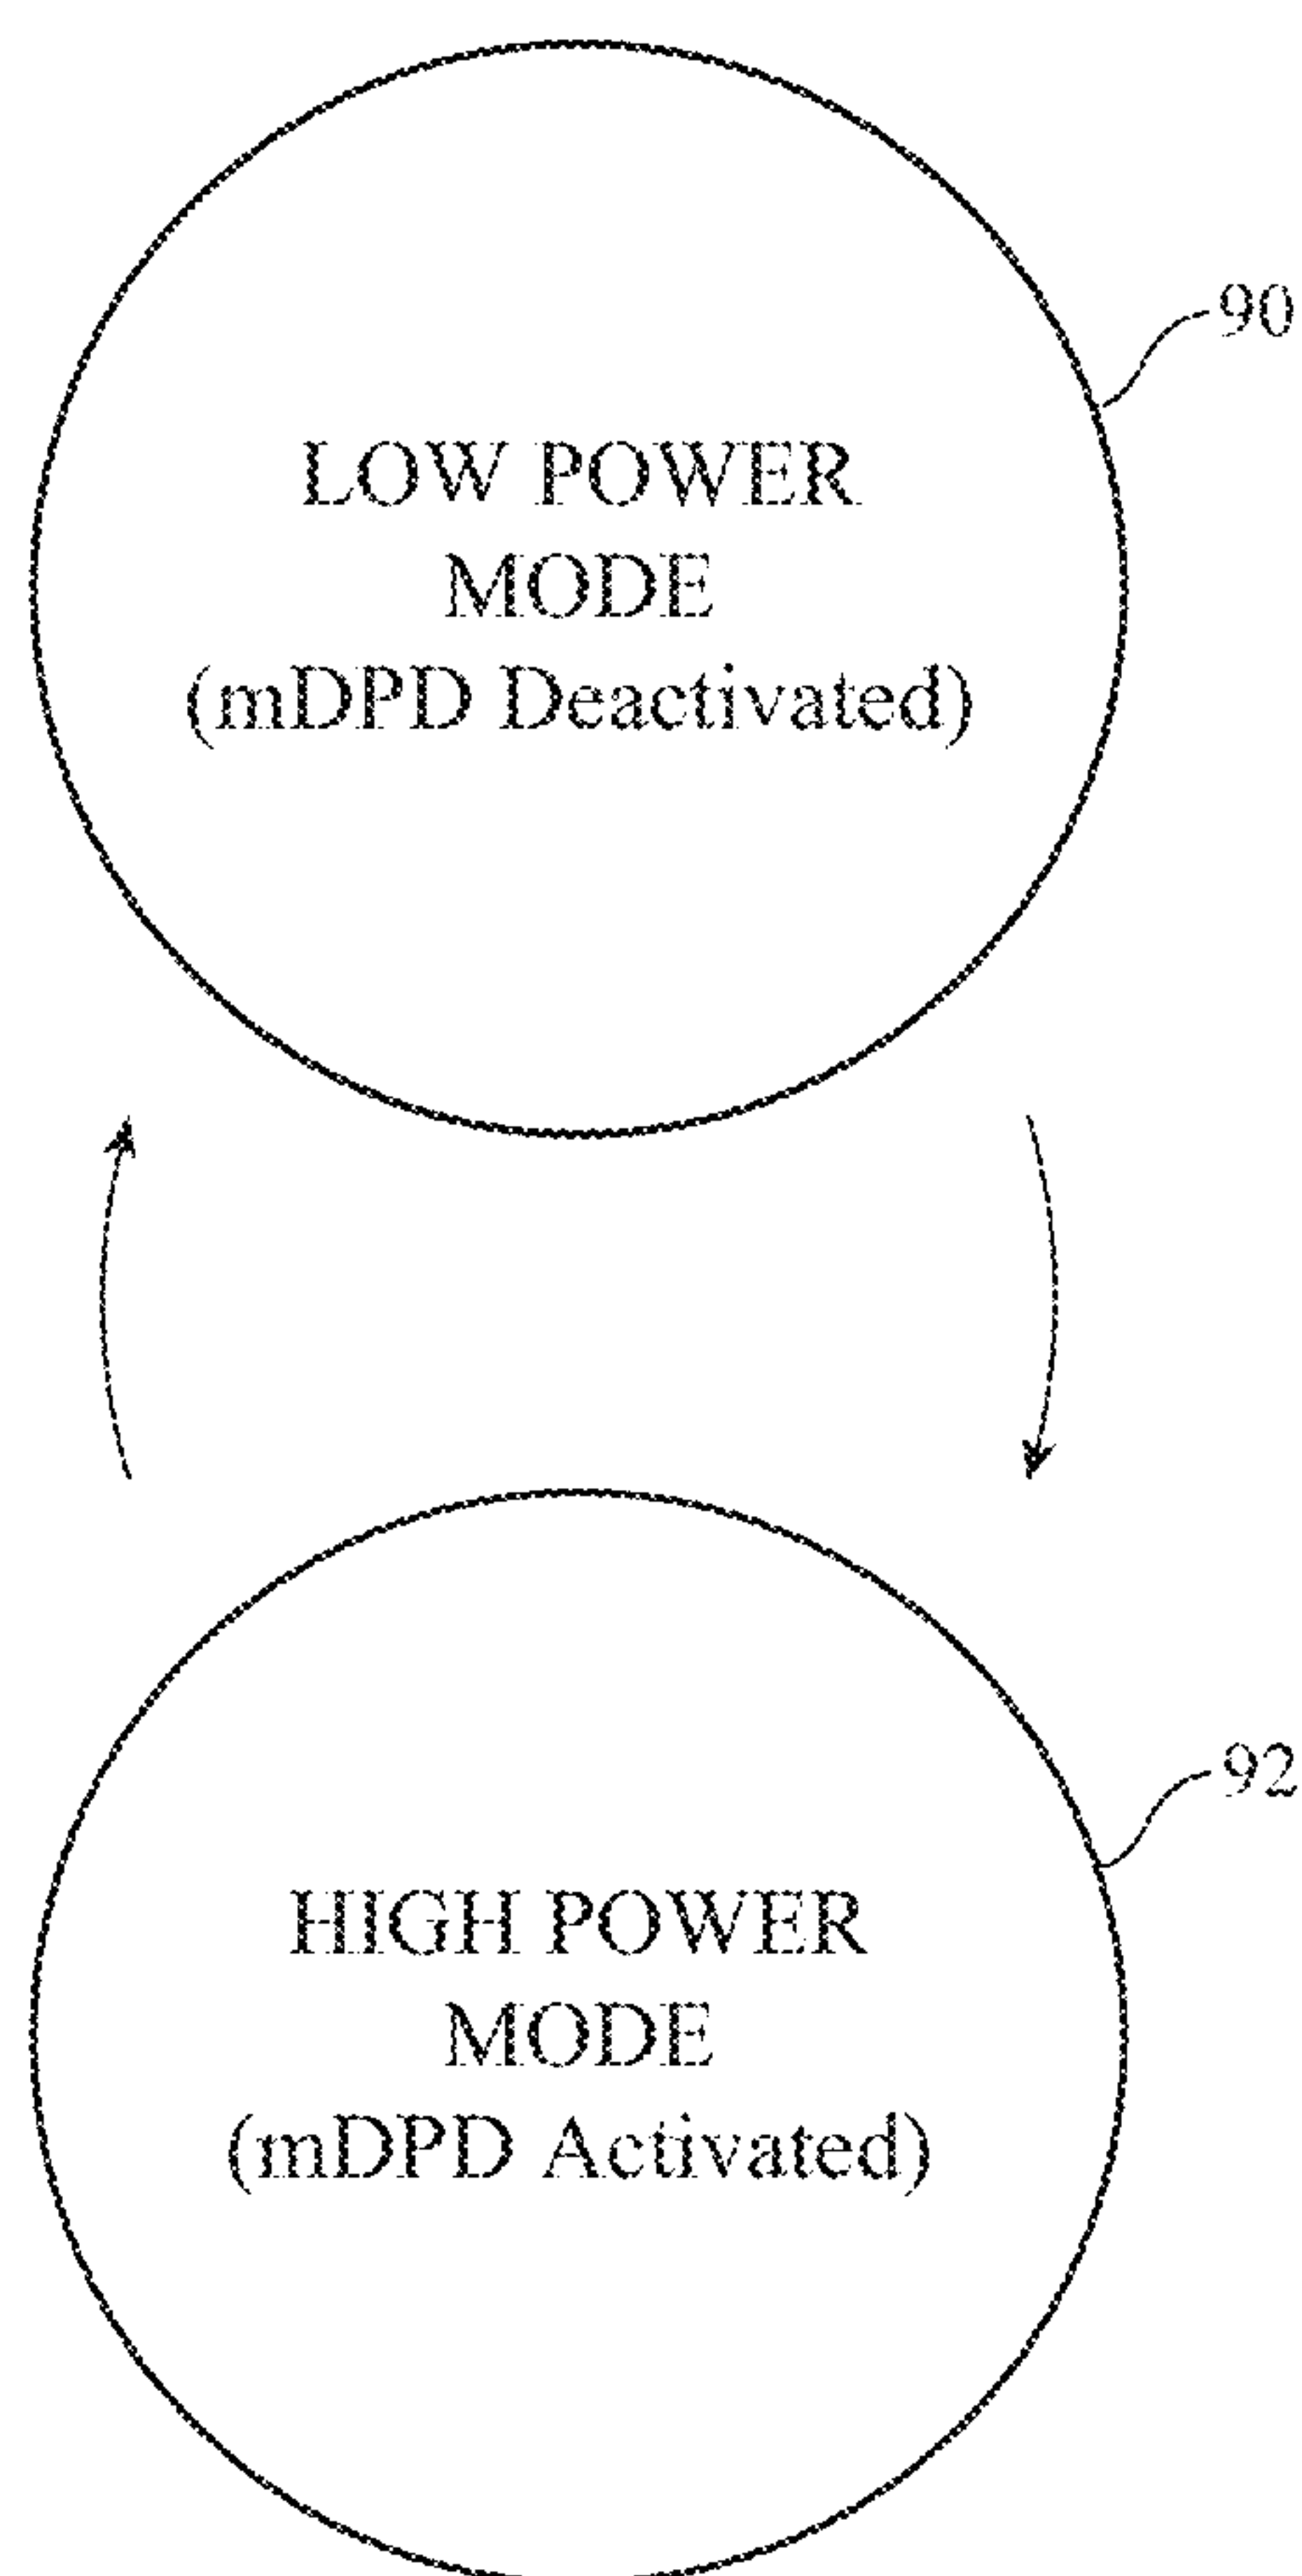 90
LOW POWER
MODE
(mDPD Deactivated)
92
HIGH POWER
MODE
(mDPD Activated)